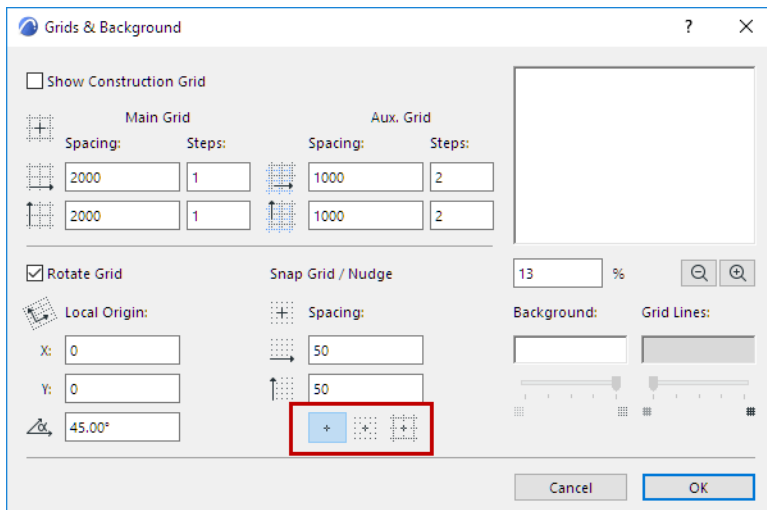 Grids & Background
?
Show Construction Grid
Main Grid
Aux. Grid
Spacing:
Steps:
Spacing:
Steps:
2000
1
1000
2
2000
1
1000
2
Rotate Grid
Snap Grid / Nudge
13
%
Local Origin:
Spacing:
Background:
Grid Lines:
X:
0
50
Y:
0
50
α
45.00°
Cancel
OK